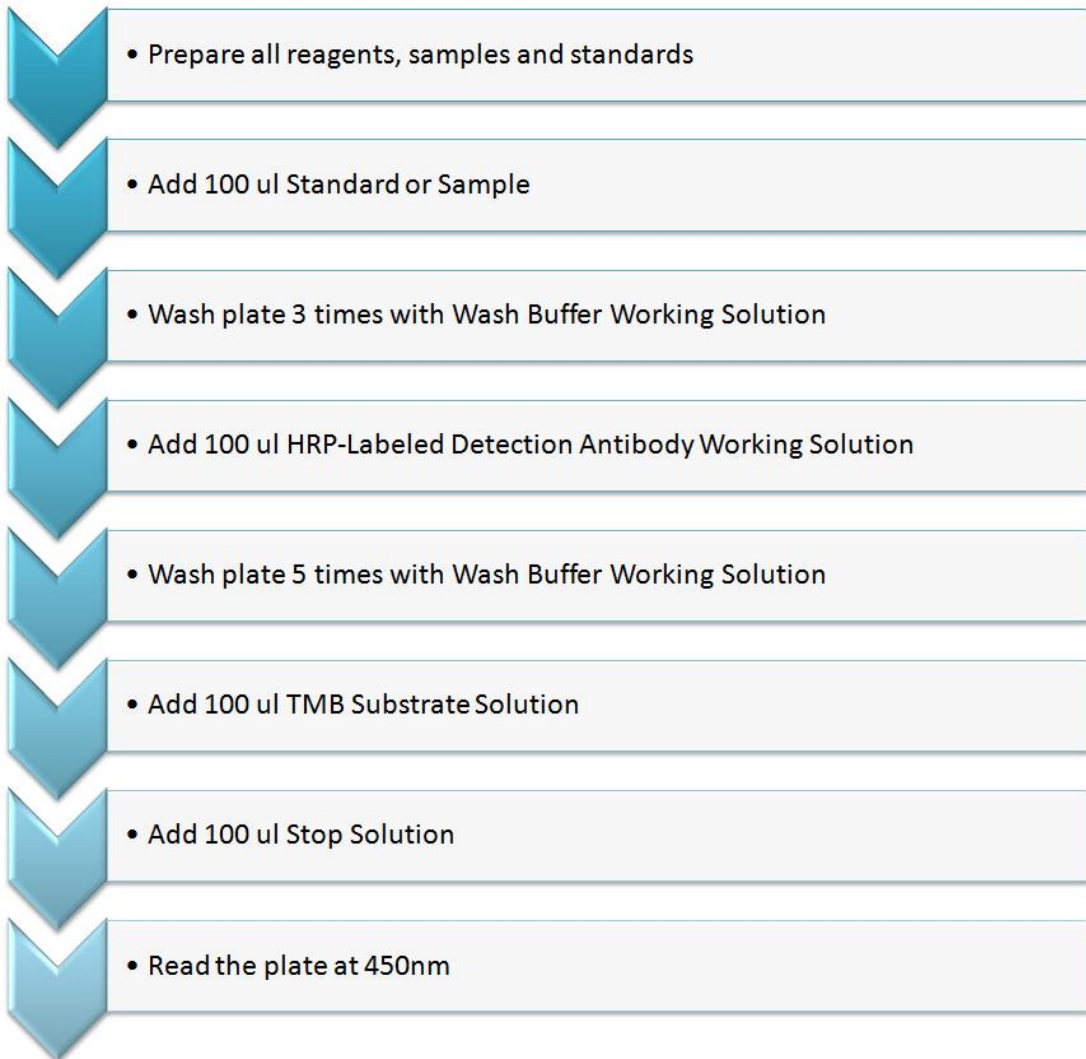 • Prepare all reagents, samples and standards
• Add 100 ul Standard or Sample
• Wash plate 3 times with Wash Buffer Working Solution
• Add 100 ul HRP-Labeled Detection Antibody Working Solution
• Wash plate 5 times with Wash Buffer Working Solution
• Add 100 ul TMB Substrate Solution
• Add 100 ul Stop Solution
• Read the plate at 450nm